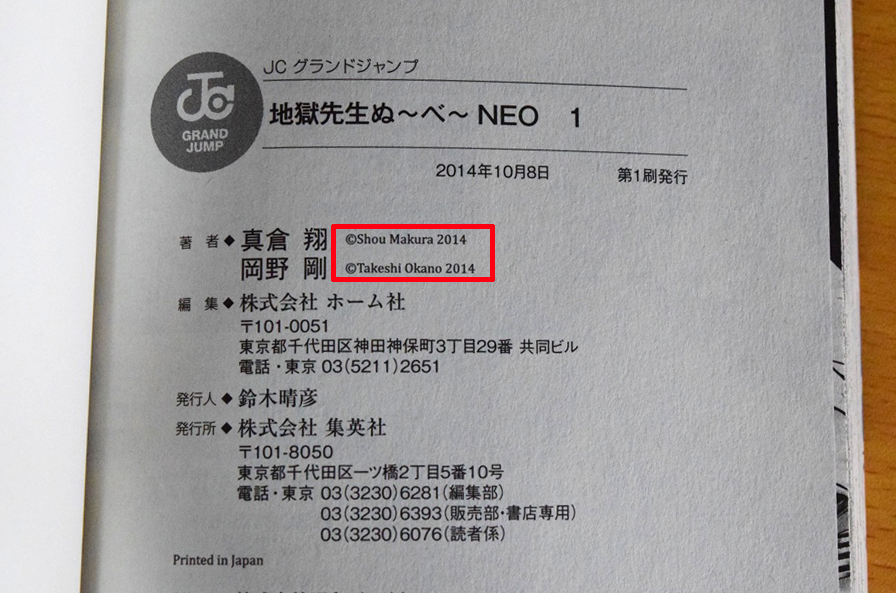 JC
GRAND
JUMP
JC グランドジャンプ
地獄先生ぬ〜べ〜 NEO 1
2014年10月8日 第1刷発行
著 者◆真倉 翔 ©Shou Makura 2014
岡野 剛 ©Takeshi Okano 2014
編 集◆株式会社 ホーム社
〒101-0051
東京都千代田区神田神保町3丁目29番 共同ビル
電話・東京 03(5211)2651
発行人◆鈴木晴彦
発行所◆株式会社 集英社
〒101-8050
東京都千代田区一ツ橋2丁目5番10号
電話・東京 03(3230)6281(編集部)
03(3230)6393(販売部・書店専用)
03(3230)6076(読者係)
Printed in Japan